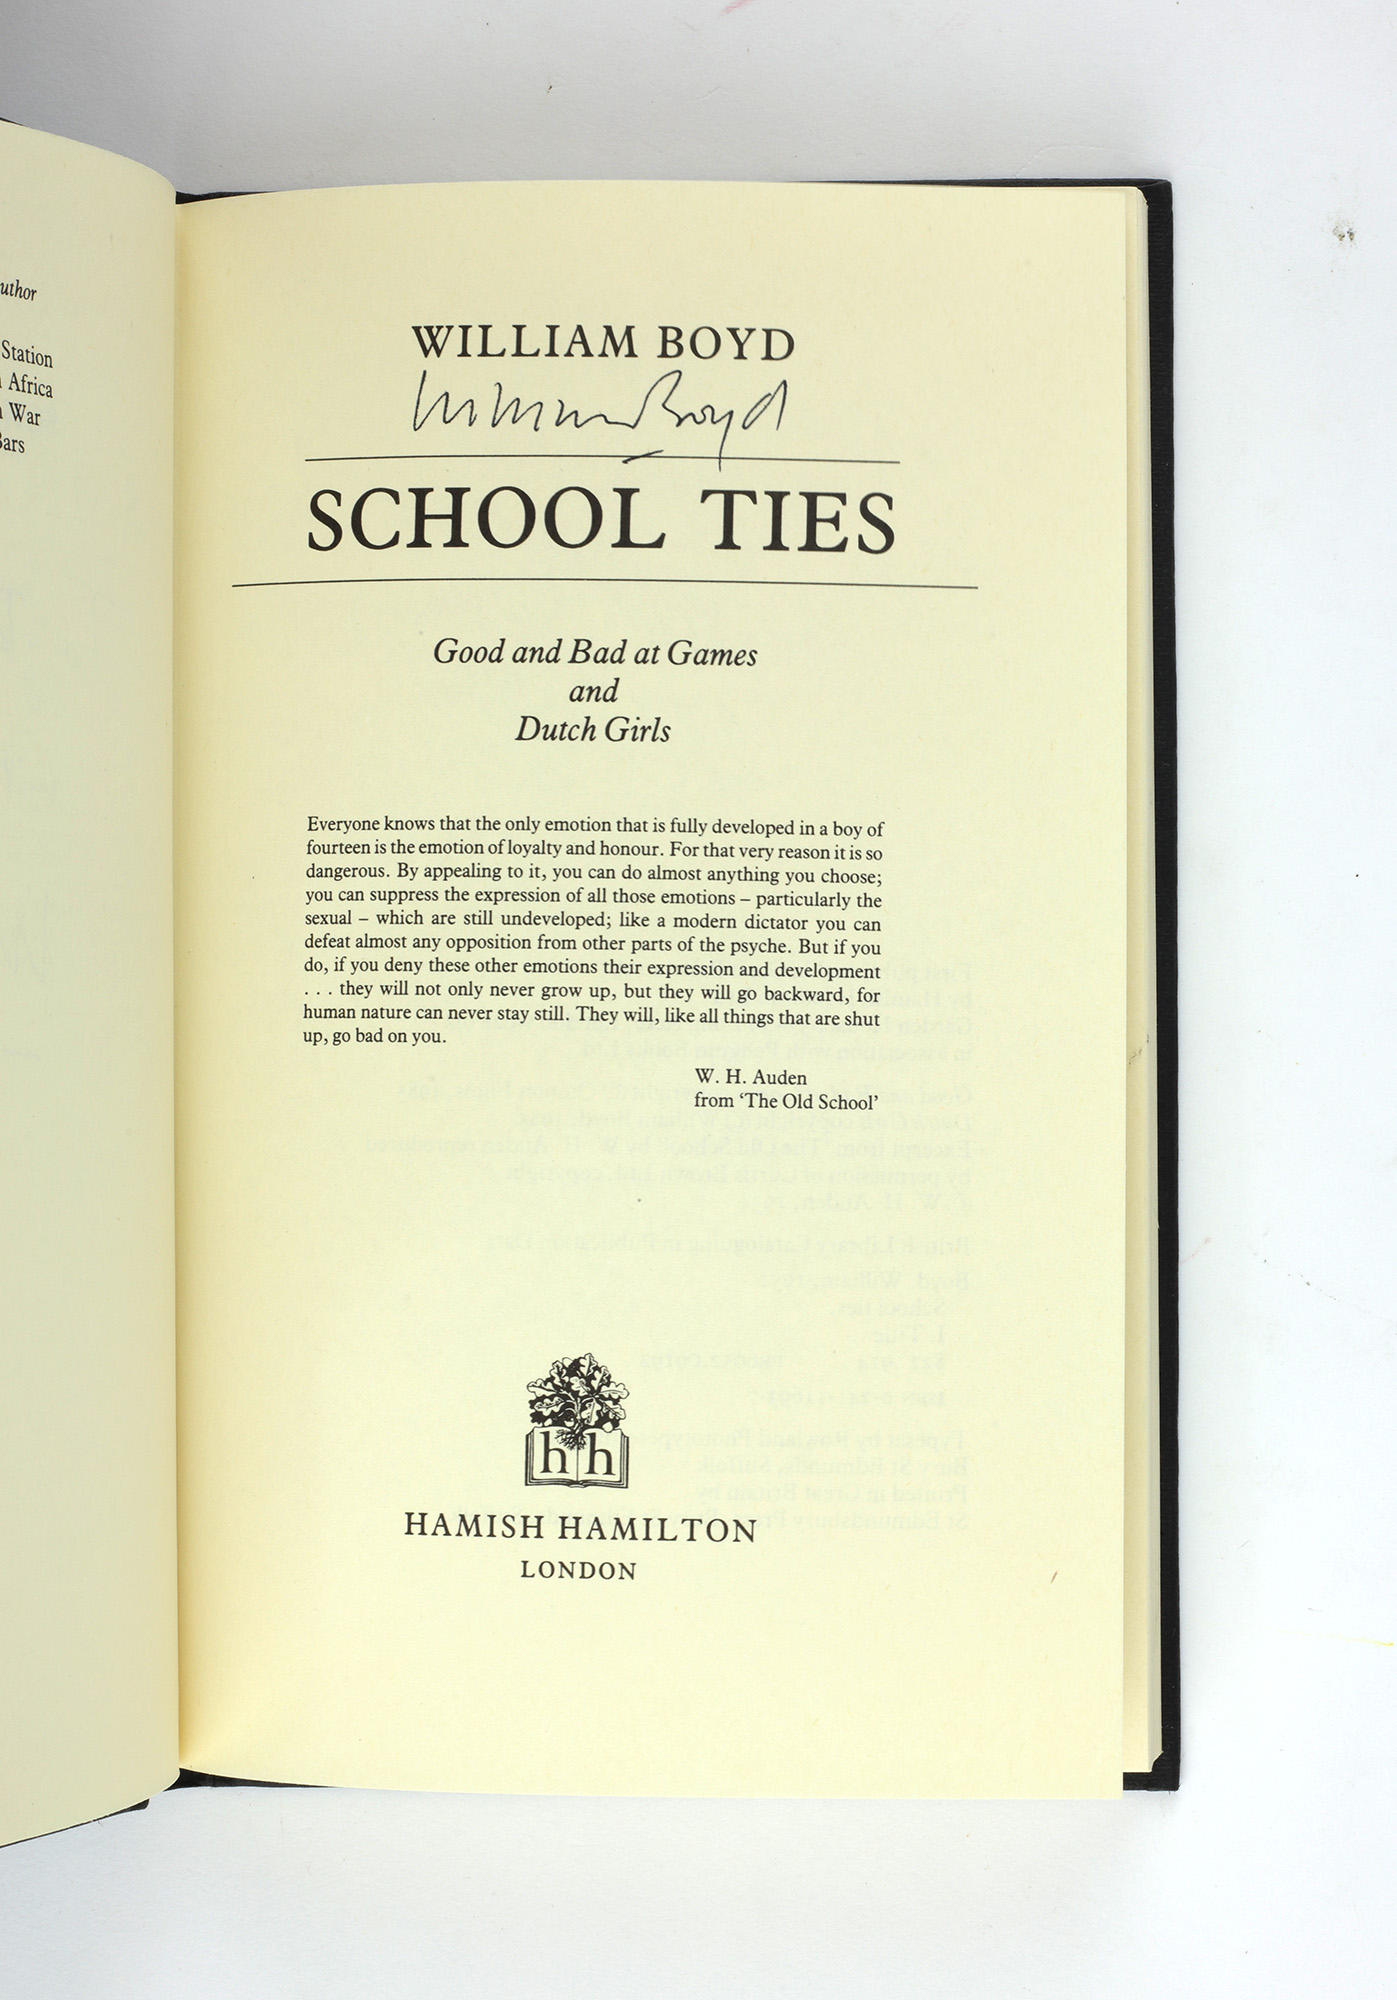 uthor
Station
Africa
War
Bars
WILLIAM BOYD
William Boyd
SCHOOL TIES
Good and Bad at Games
and
Dutch Girls
Everyone knows that the only emotion that is fully developed in a boy of
fourteen is the emotion of loyalty and honour. For that very reason it is so
dangerous. By appealing to it, you can do almost anything you choose;
you can suppress the expression of all those emotions – particularly the
sexual – which are still undeveloped; like a modern dictator you can
defeat almost any opposition from other parts of the psyche. But if you
do, if you deny these other emotions their expression and development
. . . they will not only never grow up, but they will go backward, for
human nature can never stay still. They will, like all things that are shut
up, go bad on you.
W. H. Auden
from ‘The Old School’
h h
HAMISH HAMILTON
LONDON